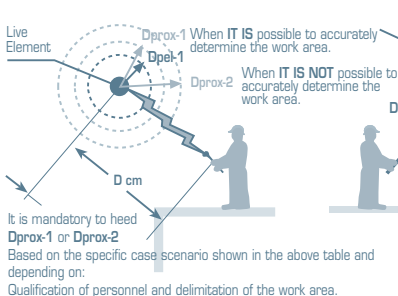 Live
Element
Dprox-1 When IT IS possible to accurately
determine the work area.
Dpel-1
Dprox-2
When IT IS NOT possible to
accurately determine the
work area.
D
D cm
It is mandatory to heed
Dprox-1 or Dprox-2
Based on the specific case scenario shown in the above table and
depending on:
Qualification of personnel and delimitation of the work area.